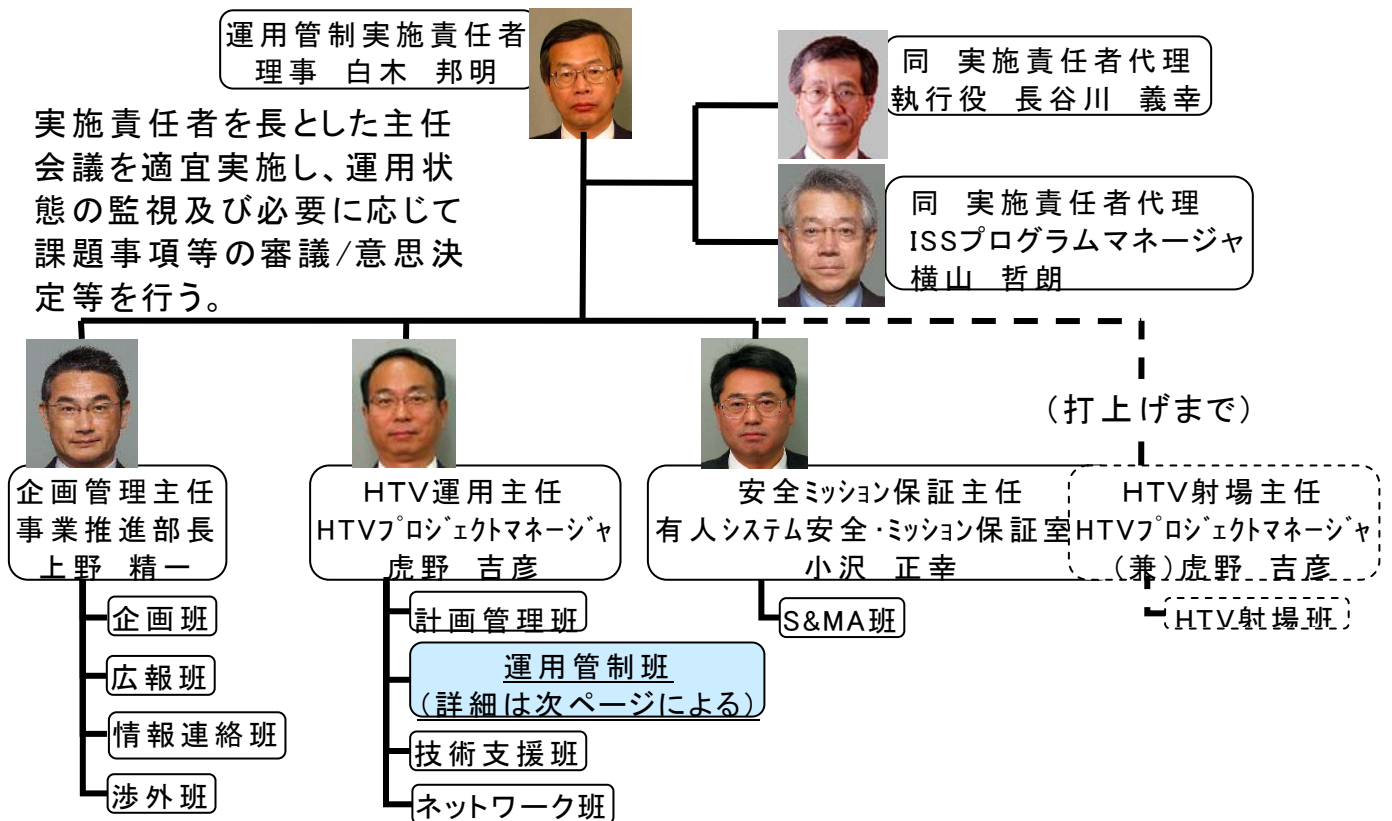 運用管制実施責任者
理事 白木 邦明
同 実施責任者代理
執行役 長谷川 義幸
実施責任者を長とした主任
会議を適宜実施し、運用状
態の監視及び必要に応じて
課題事項等の審議/意思決
定等を行う。
同 実施責任者代理
ISSプログラムマネージャ
横山 哲朗
(打上げまで)
企画管理主任
事業推進部長
上野 精一
HTV運用主任
HTVプロジェクトマネージャ
虎野 吉彦
安全ミッション保証主任
有人システム安全・ミッション保証室
小沢 正幸
HTV射場主任
HTVプロジェクトマネージャ
(兼)虎野 吉彦
企画班
広報班
情報連絡班
渉外班
計画管理班
運用管制班
(詳細は次ページによる)
技術支援班
ネットワーク班
S&MA班
HTV射場班